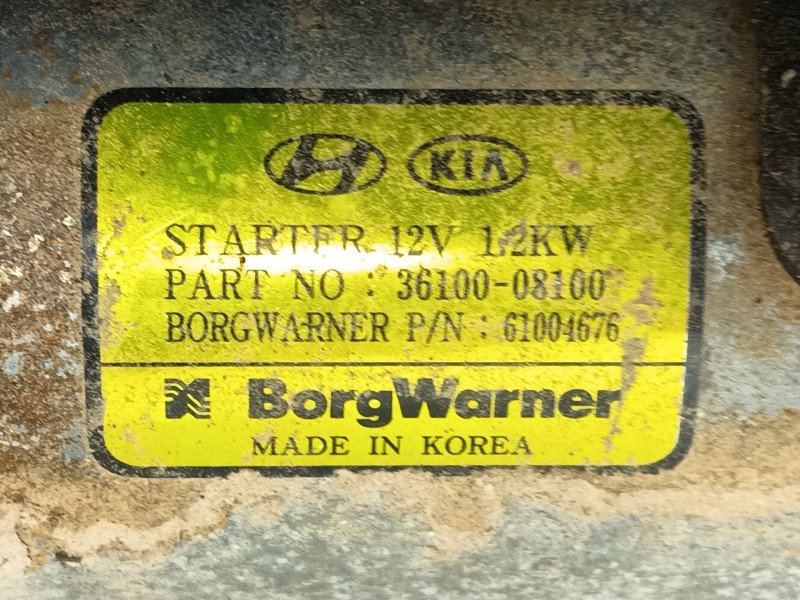 KIA
STARTER 12V 1.2KW
PART NO : 36100-08100
BORGWARNER P/N : 61004676
BorgWarner
MADE IN KOREA